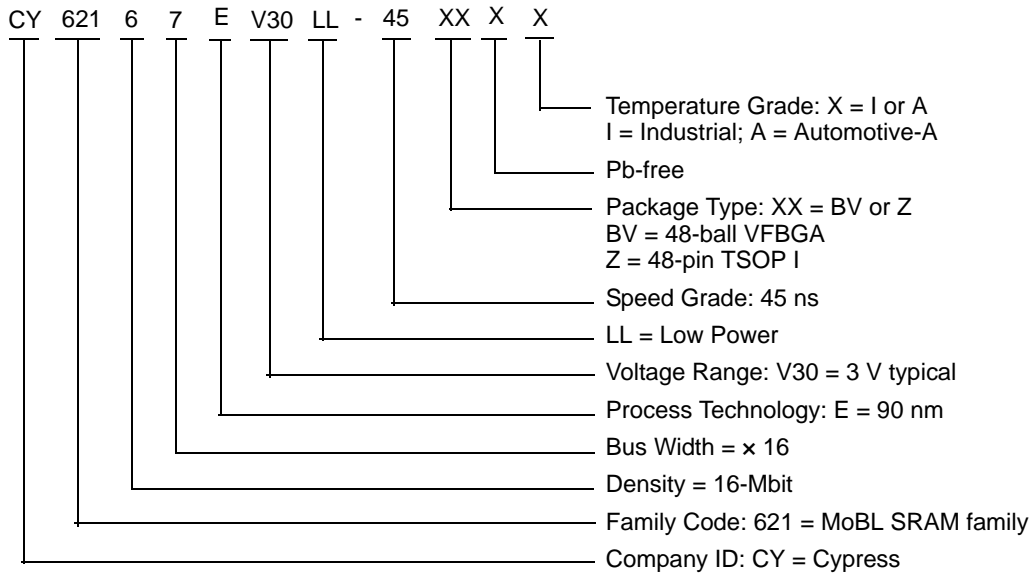 CY 621 6 7 E V30 LL - 45 XX X X
Temperature Grade: X = I or A
I = Industrial; A = Automotive-A
Pb-free
Package Type: XX = BV or Z
BV = 48-ball VFBGA
Z = 48-pin TSOP I
Speed Grade: 45 ns
LL = Low Power
Voltage Range: V30 = 3 V typical
Process Technology: E = 90 nm
Bus Width = × 16
Density = 16-Mbit
Family Code: 621 = MoBL SRAM family
Company ID: CY = Cypress